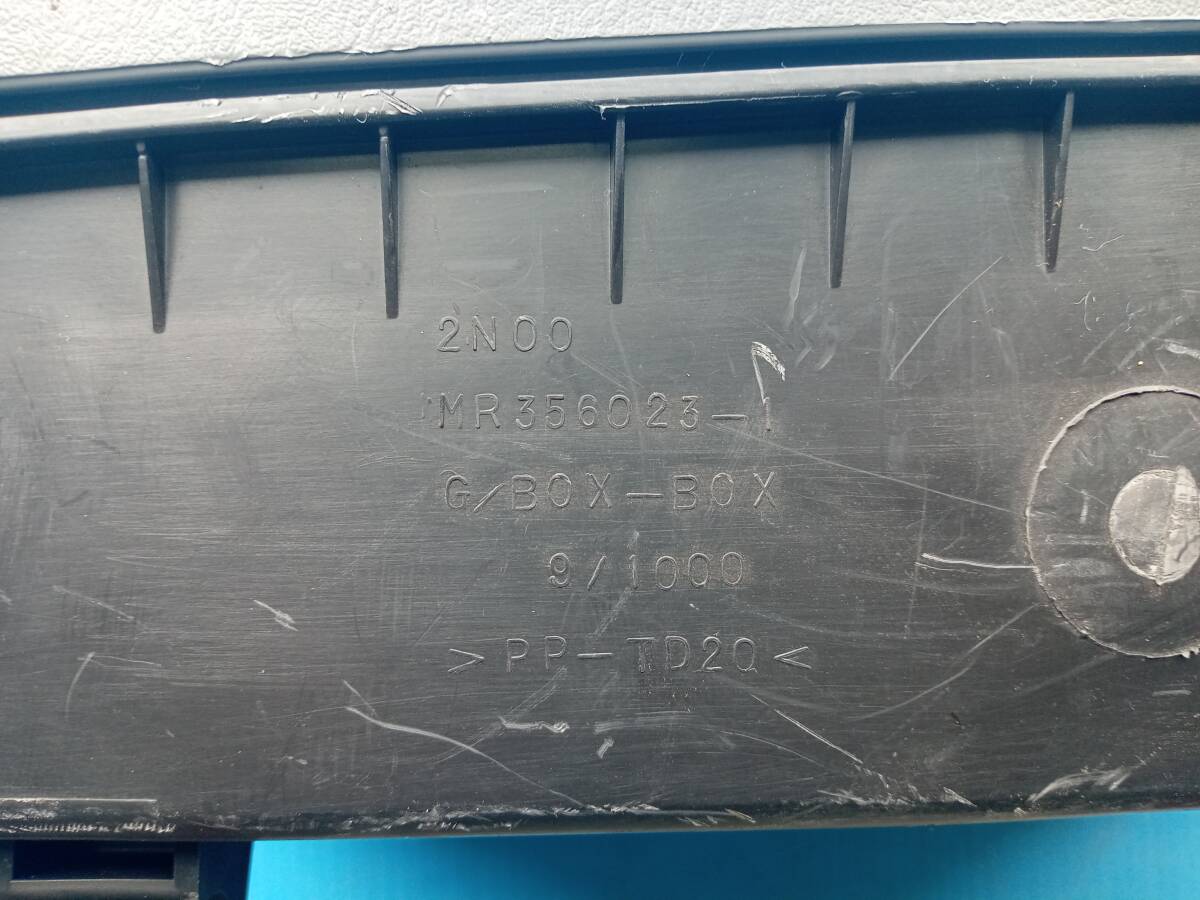 2N00
MR356023-1
G/BOX-BOX
9/1000
>PP-TD20<